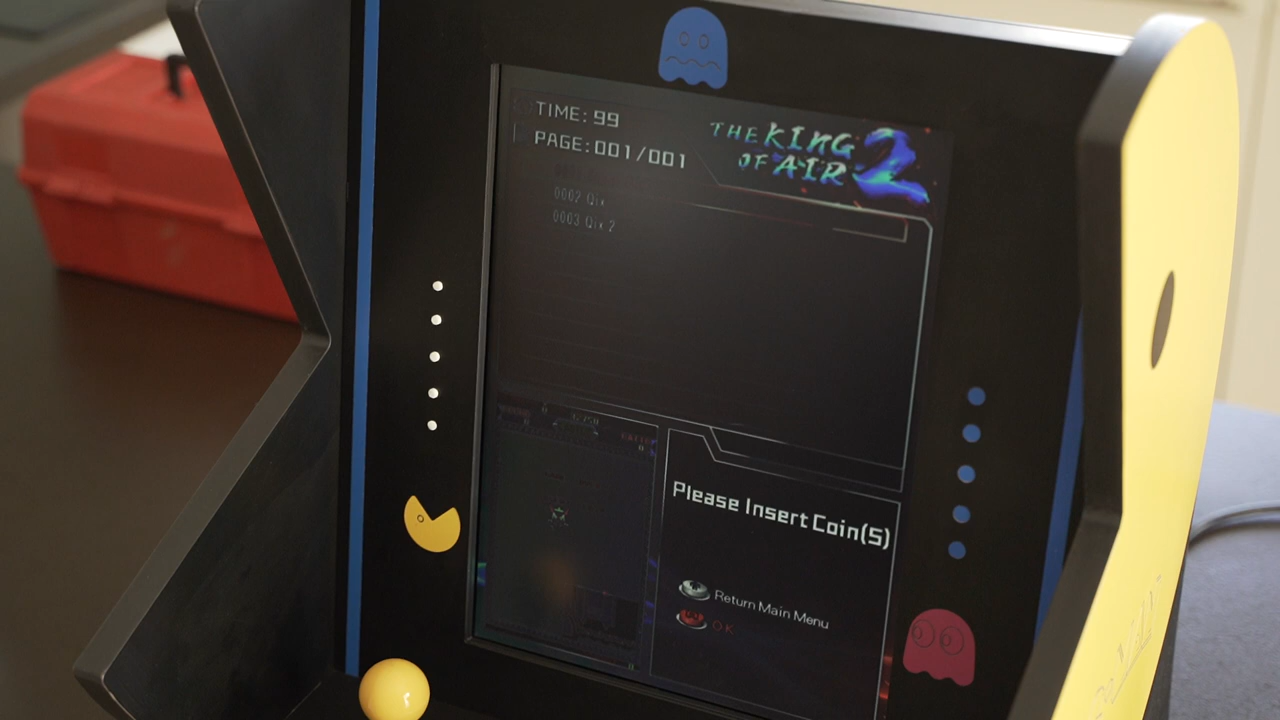 TIME: 99
PAGE:001/001
THE KING
OF AIR 2
0002 Qix
0003 Qix 2
Please Insert Coin(S)
Return Main Menu
OK